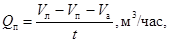 Qп = (Vл − Vп − Vа) / t, м³/час,